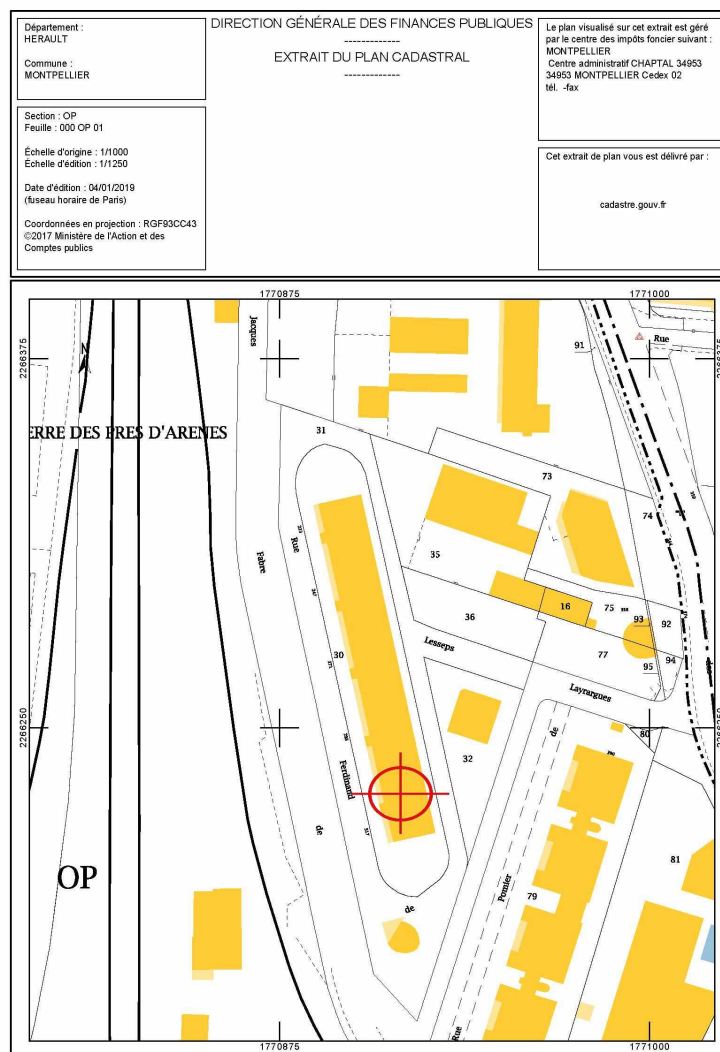 Département :
HERAULT
Commune :
MONTPELLIER
Section : OP
Feuille : 000 OP 01
Échelle d'origine : 1/1000
Échelle d'édition : 1/1250
Date d'édition : 04/01/2019
(fuseau horaire de Paris)
Coordonnées en projection : RGF93CC43
©2017 Ministère de l'Action et des
Comptes publics
DIRECTION GÉNÉRALE DES FINANCES PUBLIQUES
-------------
EXTRAIT DU PLAN CADASTRAL
-------------
Le plan visualisé sur cet extrait est géré
par le centre des impôts foncier suivant :
MONTPELLIER
Centre administratif CHAPTAL 34953
34953 MONTPELLIER Cedex 02
tél. -fax
Cet extrait de plan vous est délivré par :
cadastre.gouv.fr
1770875
1771000
2266375
2266375
N
Jacques
91
Rue
ERRE DES PRES D'ARENES
31
73
74
Rue
Fabre
35
16
75
93
92
36
30
Lesseps
77
94
95
des
Layrargues
2266250
2266250
de
80
32
Ferdinand
de
81
OP
79
Pomier
de
Rue
1770875
1771000